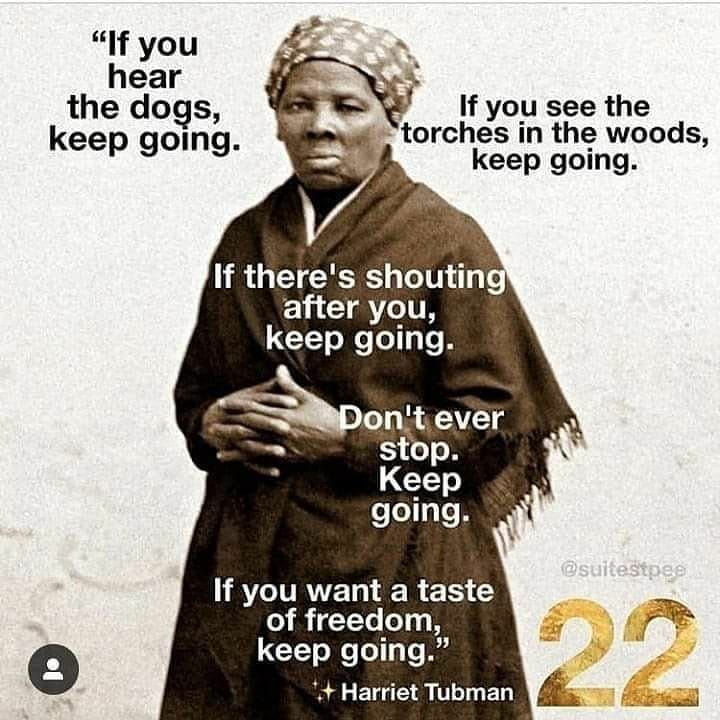 “If you
hear
the dogs,
keep going.
If you see the
torches in the woods,
keep going.
If there's shouting
after you,
keep going.
Don't ever
stop.
Keep
going.
If you want a taste
of freedom,
keep going.”
Harriet Tubman
@suitestpee
22